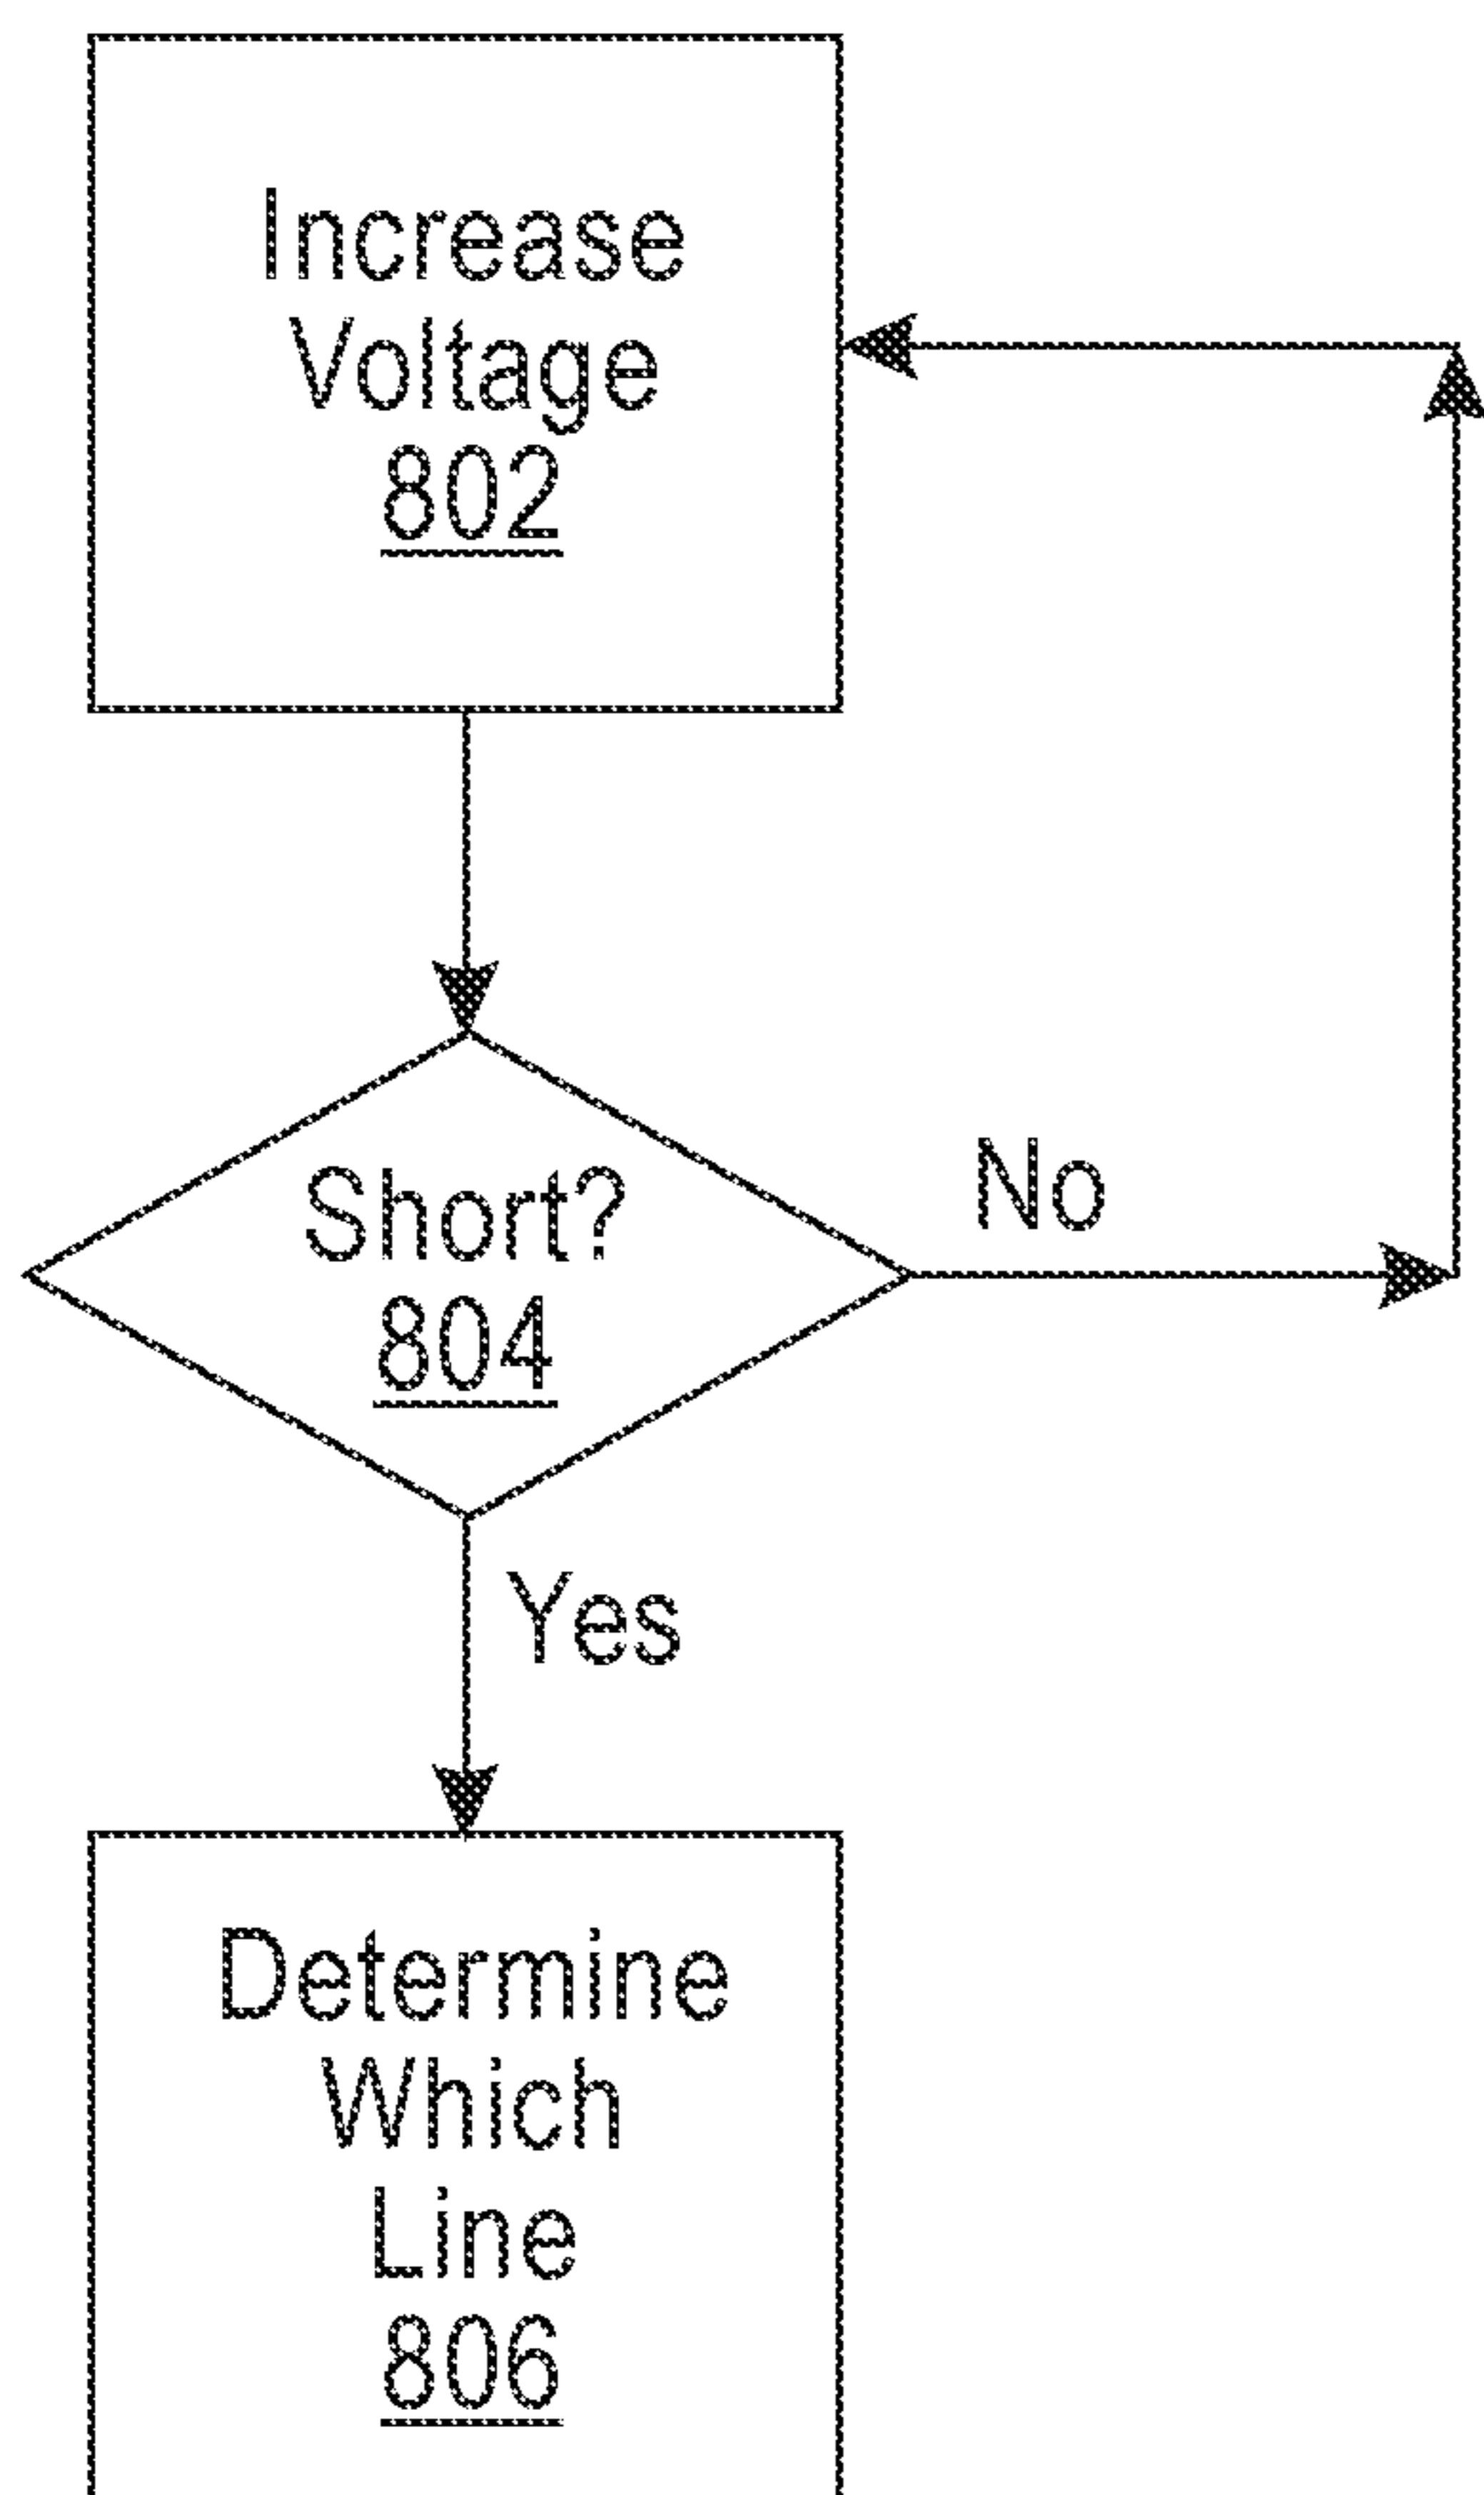 Increase
Voltage
802
Short?
804
No
Yes
Determine
Which
Line
806